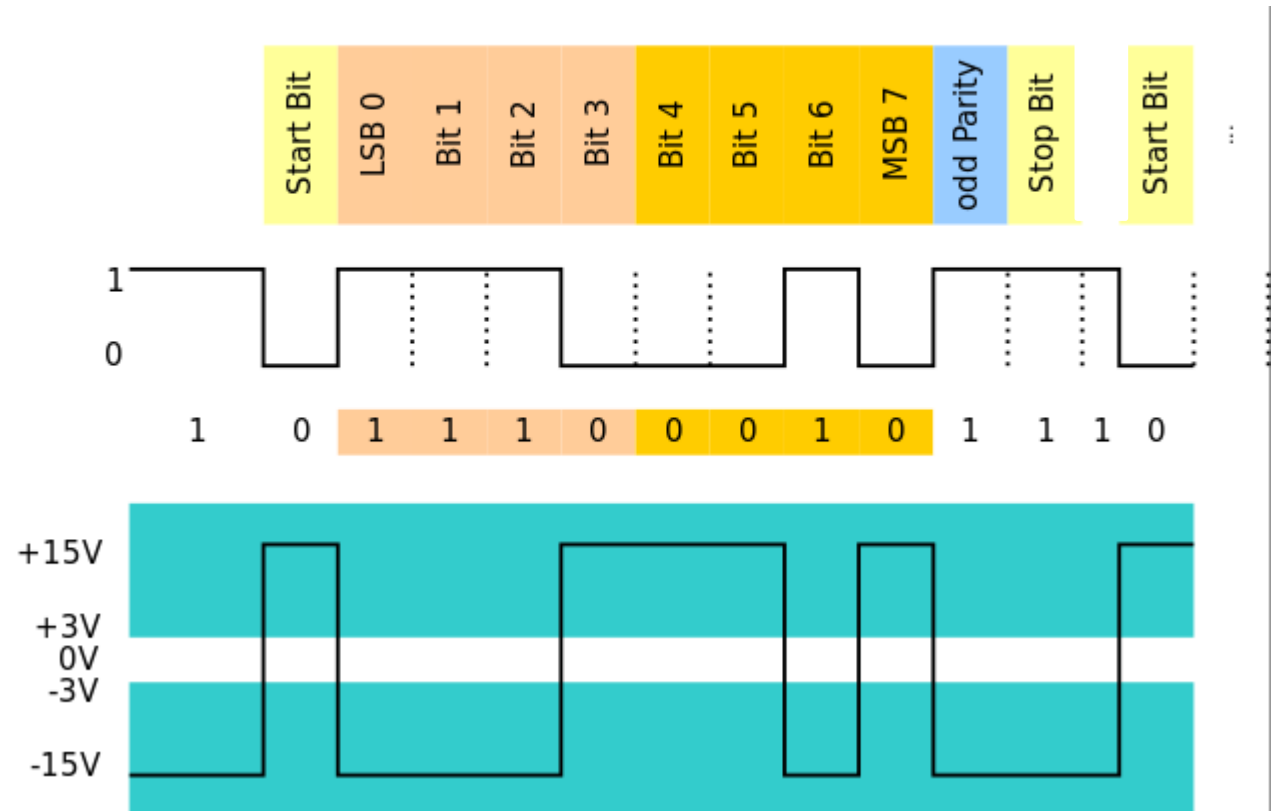 Start Bit
LSB 0
Bit 1
Bit 2
Bit 3
Bit 4
Bit 5
Bit 6
MSB 7
odd Parity
Stop Bit
Start Bit
...
1
0
1 0 1 1 1 0 0 0 1 0 1 1 1 0
+15V
+3V
0V
-3V
-15V